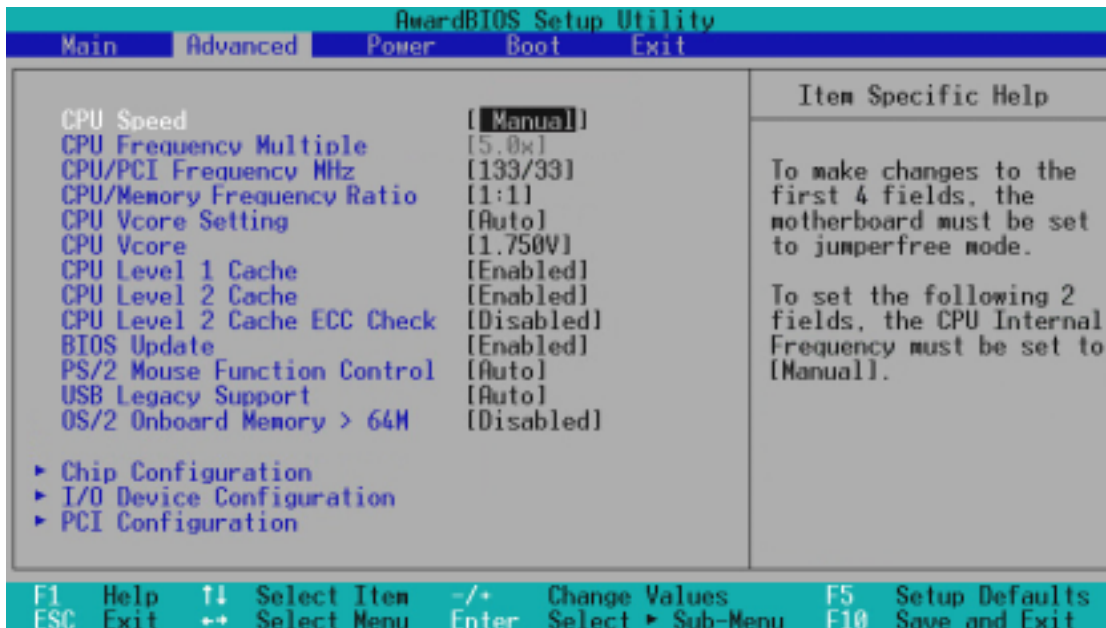 AwardBIOS Setup Utility
Main Advanced Power Boot Exit
Item Specific Help
CPU Speed [ Manual]
CPU Frequency Multiple [5.0x]
CPU/PCI Frequency MHz [133/33]
CPU/Memory Frequency Ratio [1:1]
CPU Vcore Setting [Auto]
CPU Vcore [1.750V]
CPU Level 1 Cache [Enabled]
CPU Level 2 Cache [Enabled]
CPU Level 2 Cache ECC Check [Disabled]
BIOS Update [Enabled]
PS/2 Mouse Function Control [Auto]
USB Legacy Support [Auto]
OS/2 Onboard Memory > 64M [Disabled]
► Chip Configuration
► I/O Device Configuration
► PCI Configuration
To make changes to the
first 4 fields, the
motherboard must be set
to jumperfree mode.
To set the following 2
fields, the CPU Internal
Frequency must be set to
[Manual].
F1 Help ↑↓ Select Item -/+ Change Values F5 Setup Defaults
ESC Exit ←→ Select Menu Enter Select ► Sub-Menu F10 Save and Exit